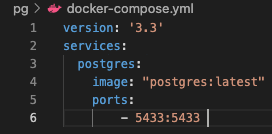 pg > docker-compose.yml
1 version: '3.3'
2 services:
3   postgres:
4     image: "postgres:latest"
5     ports:
6         - 5433:5433